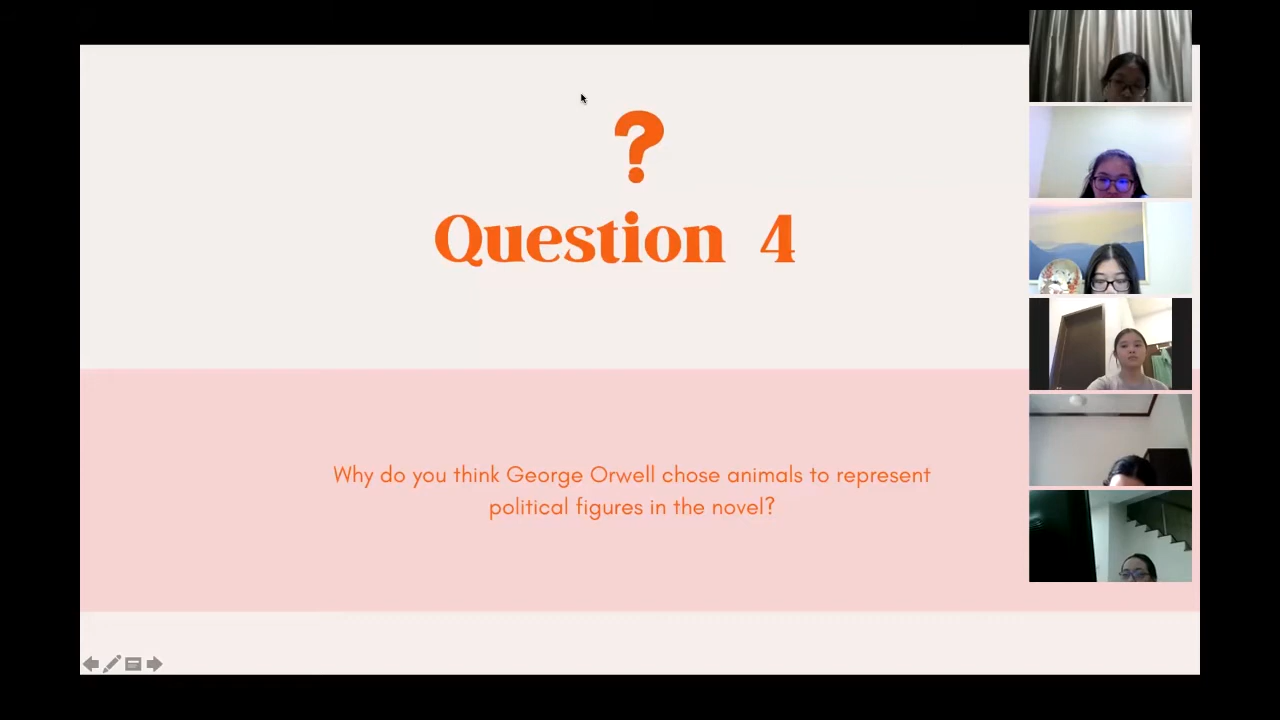 ?
Question 4
Why do you think George Orwell chose animals to represent
political figures in the novel?